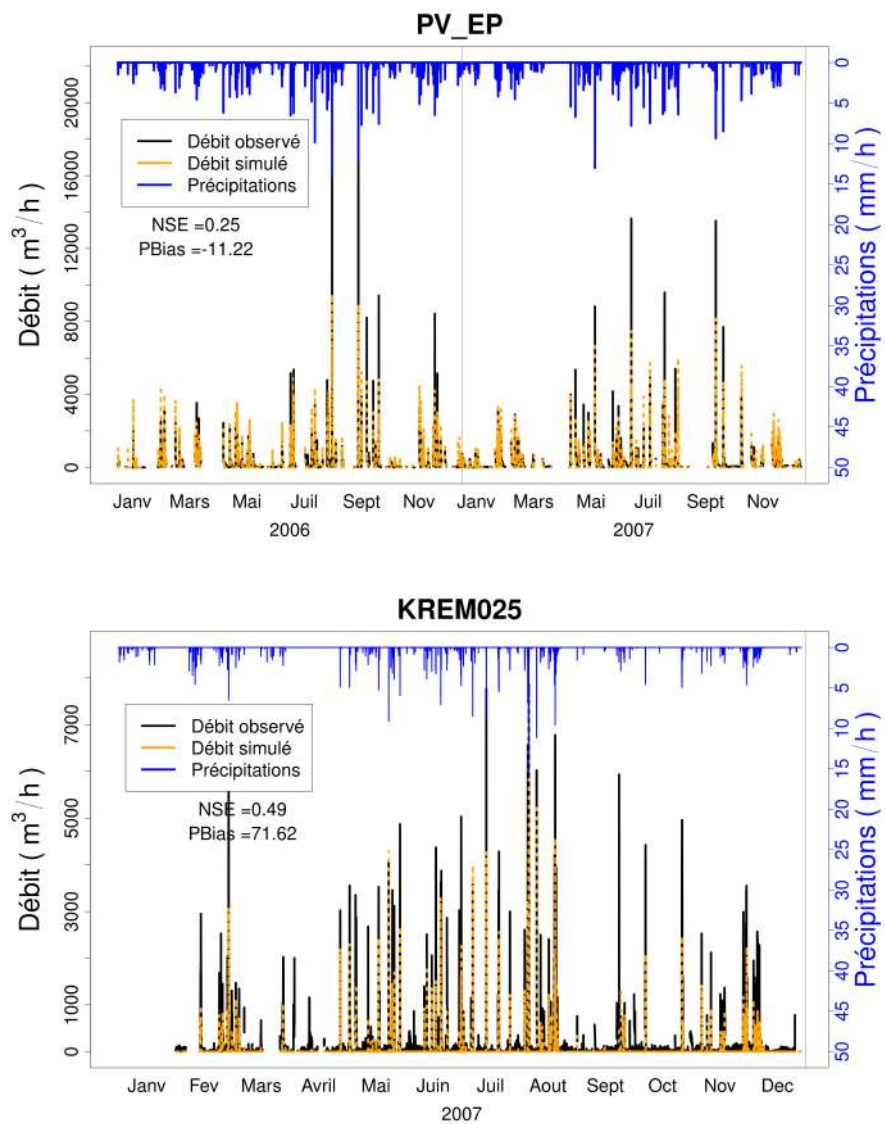 PV_EP
Débit ( m³/h )
0 4000 8000 12000 16000 20000
Débit observé
Débit simulé
Précipitations
NSE =0.25
PBias =-11.22
0 5 10 15 20 25 30 35 40 45 50
Précipitations ( mm/h )
Janv Mars Mai Juil Sept Nov Janv Mars Mai Juil Sept Nov
2006 2007
KREM025
Débit ( m³/h )
0 1000 3000 5000 7000
Débit observé
Débit simulé
Précipitations
NSE =0.49
PBias =71.62
0 5 10 15 20 25 30 35 40 45 50
Précipitations ( mm/h )
Janv Fev Mars Avril Mai Juin Juil Aout Sept Oct Nov Dec
2007